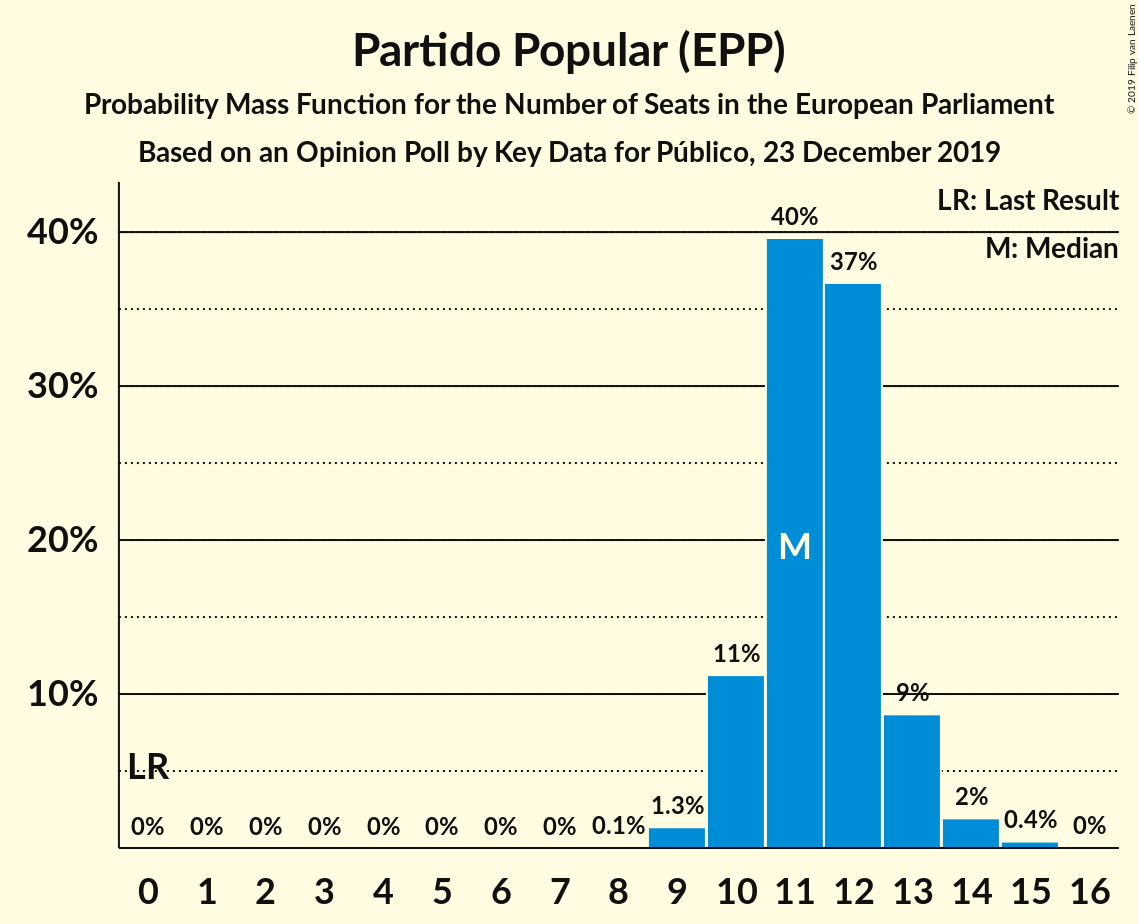 Partido Popular (EPP)
Probability Mass Function for the Number of Seats in the European Parliament
Based on an Opinion Poll by Key Data for Público, 23 December 2019
© 2019 Filip van Laenen
LR: Last Result
M: Median
40%
30%
20%
10%
LR
M
0% 0% 0% 0% 0% 0% 0% 0% 0.1% 1.3% 11% 40% 37% 9% 2% 0.4% 0%
0 1 2 3 4 5 6 7 8 9 10 11 12 13 14 15 16